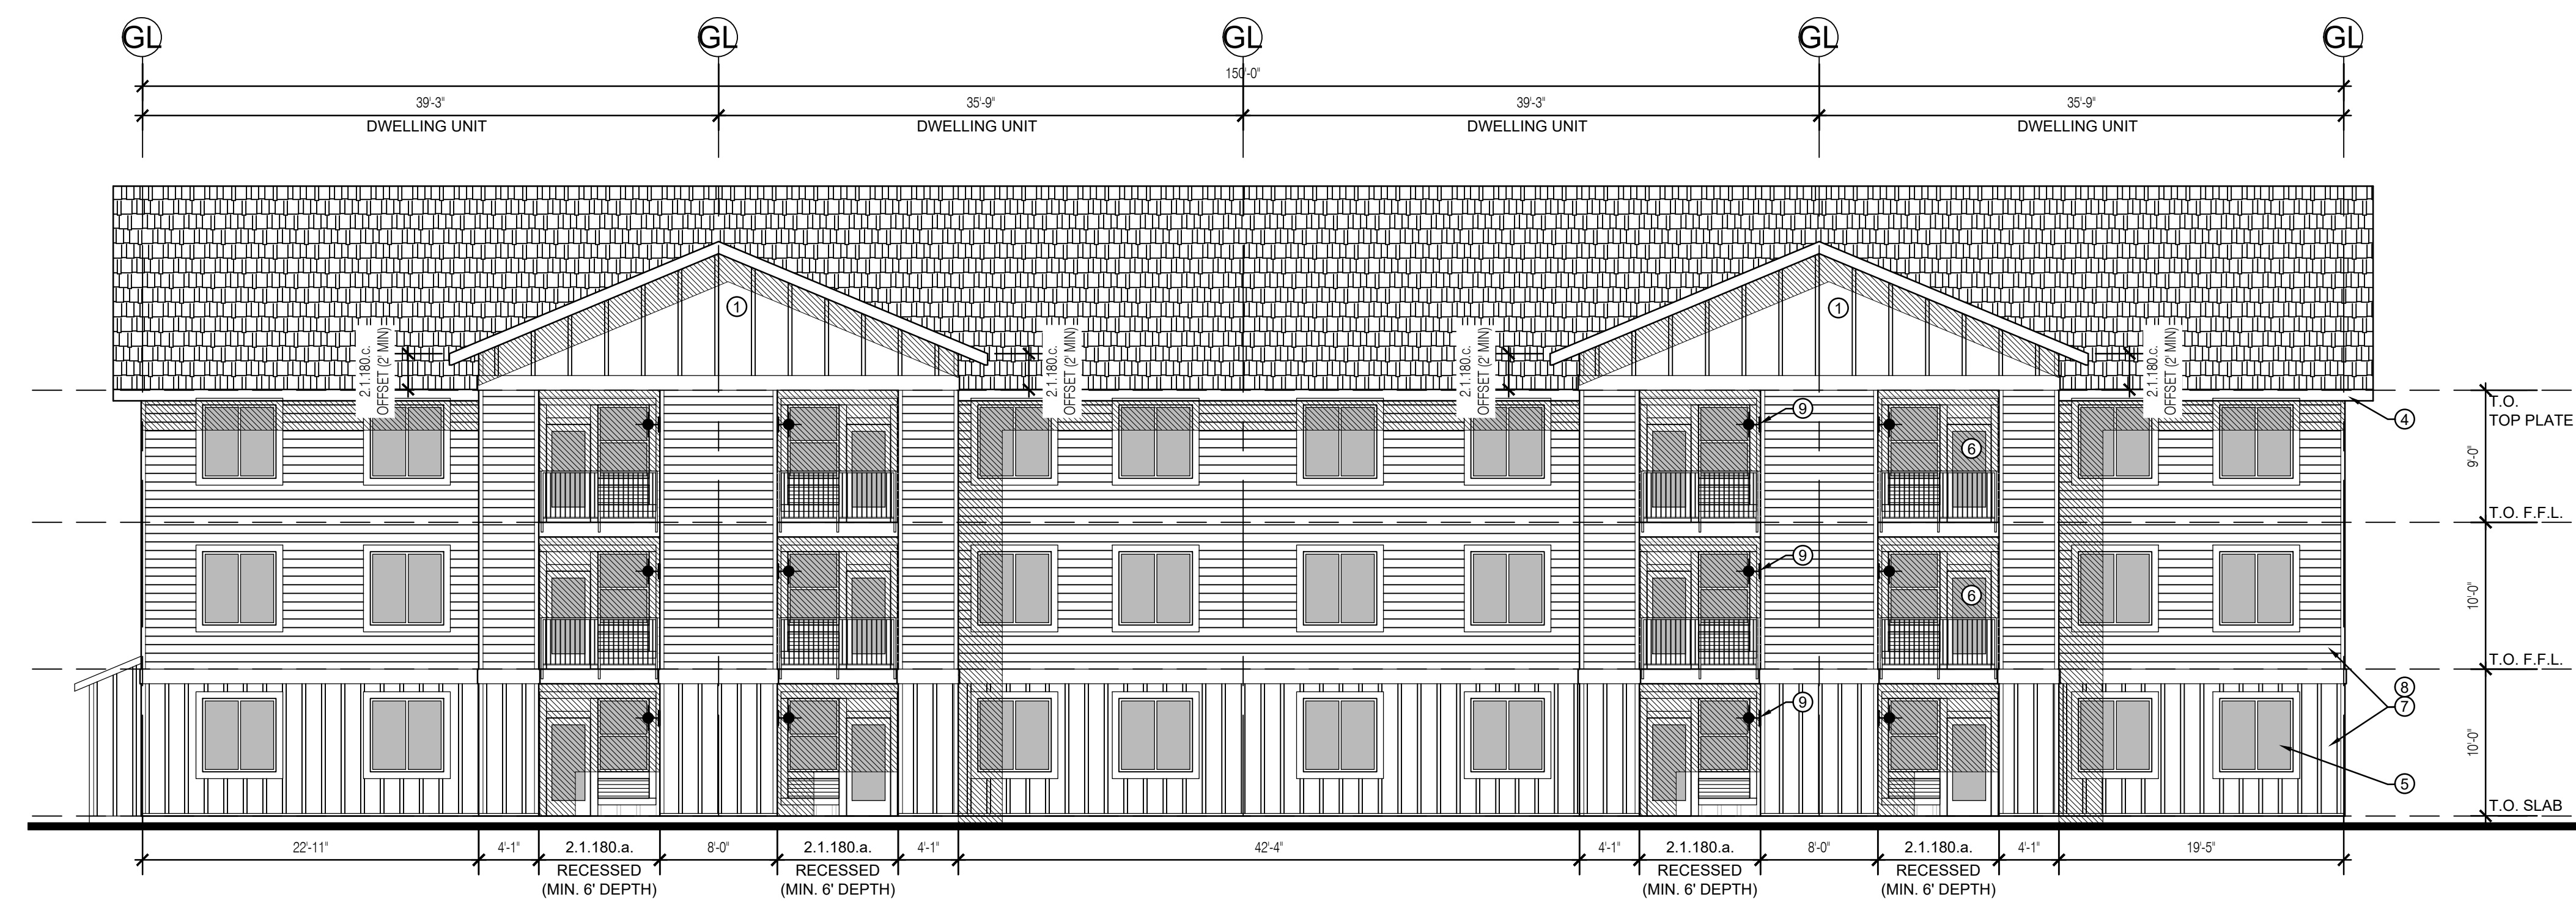 GL GL GL GL GL
150'-0"
39'-3" 35'-9" 39'-3" 35'-9"
DWELLING UNIT DWELLING UNIT DWELLING UNIT DWELLING UNIT
1 1
2.1.180.c.
OFFSET (2' MIN)
2.1.180.c.
OFFSET (2' MIN)
2.1.180.c.
OFFSET (2' MIN)
2.1.180.c.
OFFSET (2' MIN)
9
4
T.O.
TOP PLATE
6
9'-0"
T.O. F.F.L.
9
6
10'-0"
T.O. F.F.L.
9
8
7
10'-0"
5
T.O. SLAB
22'-11" 4'-1" 2.1.180.a. 8'-0" 2.1.180.a. 4'-1" 42'-4" 4'-1" 2.1.180.a. 8'-0" 2.1.180.a. 4'-1" 19'-5"
RECESSED RECESSED RECESSED RECESSED
(MIN. 6' DEPTH) (MIN. 6' DEPTH) (MIN. 6' DEPTH) (MIN. 6' DEPTH)